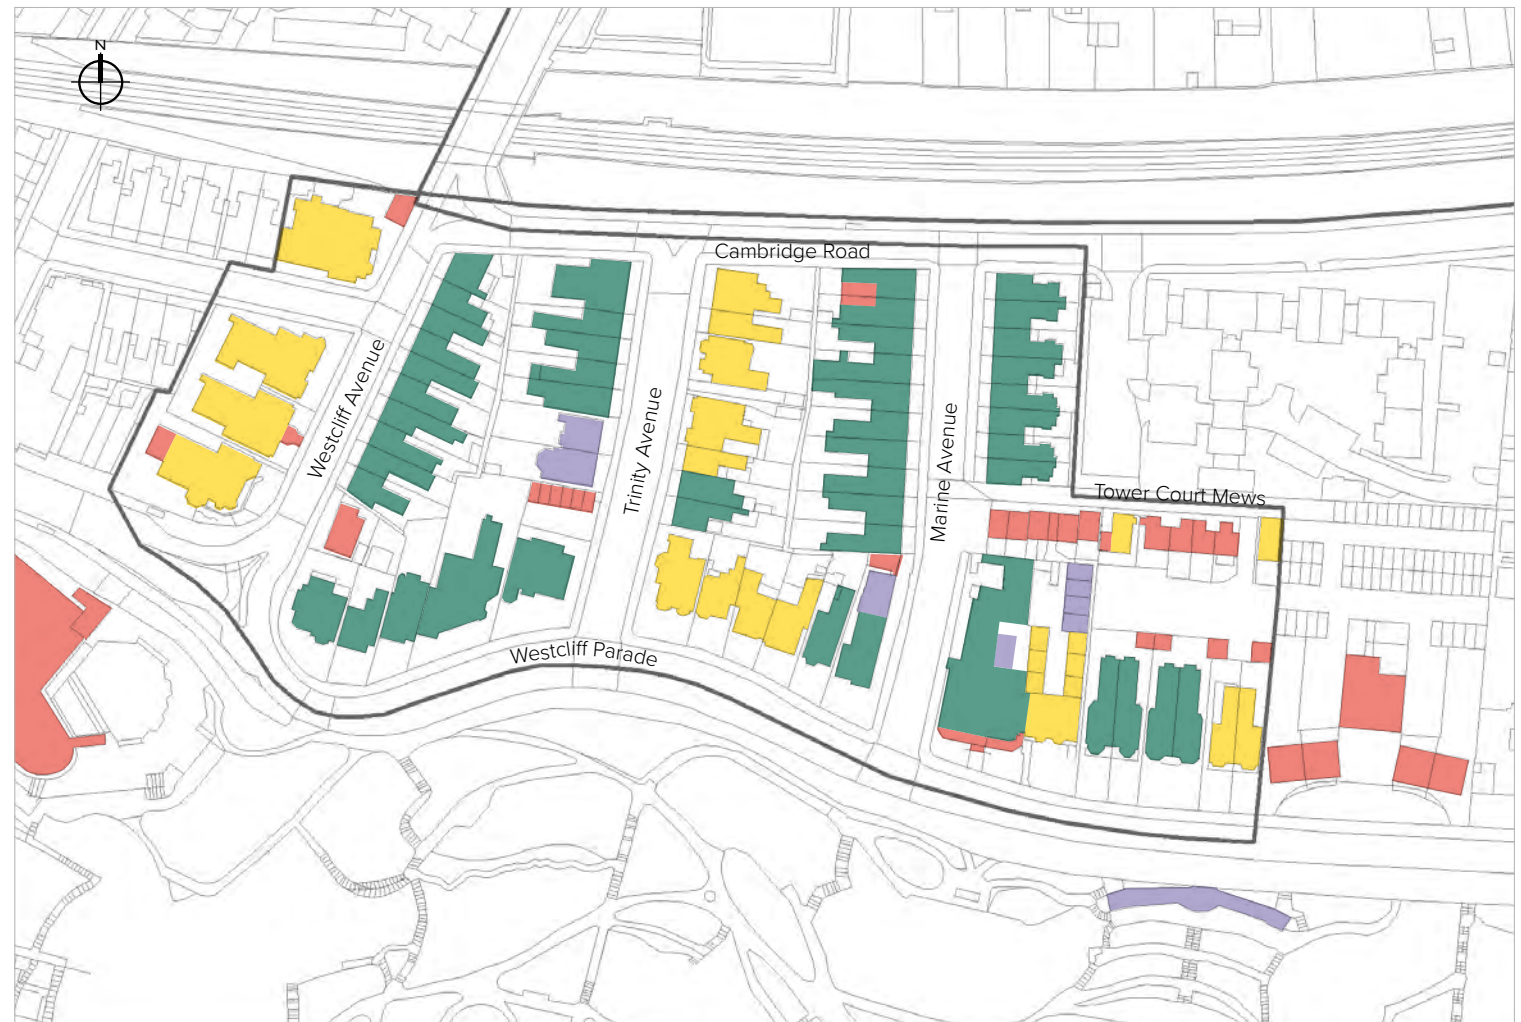 N
Cambridge Road
Westcliff Avenue
Trinity Avenue
Marine Avenue
Tower Court Mews
Westcliff Parade